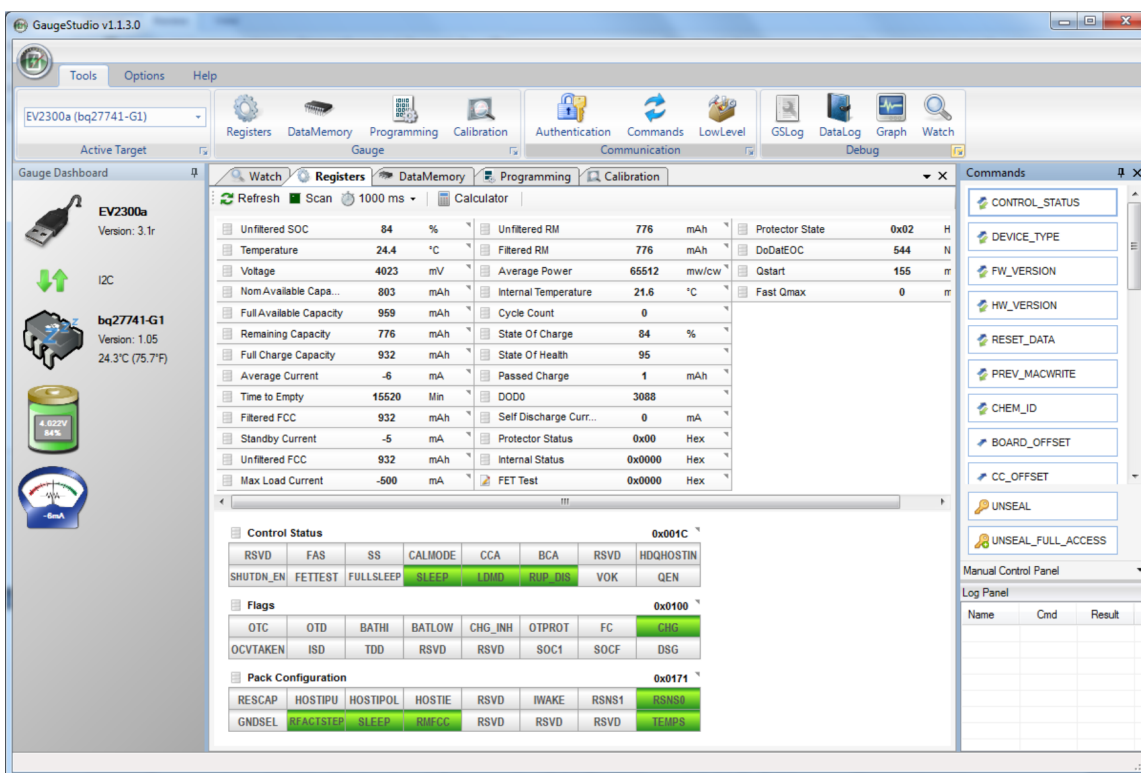 GaugeStudio v1.1.3.0
Tools Options Help
EV2300a (bq27741-G1)
Registers DataMemory Programming Calibration Authentication Commands LowLevel GSLog DataLog Graph Watch
Active Target Gauge Communication Debug
Gauge Dashboard
EV2300a
Version: 3.1r
I2C
bq27741-G1
Version: 1.05
24.3°C (75.7°F)
4.022V
84%
-6mA
Watch Registers DataMemory Programming Calibration
Refresh Scan 1000 ms Calculator
Unfiltered SOC 84 % Unfiltered RM 776 mAh Protector State 0x02 H
Temperature 24.4 °C Filtered RM 776 mAh DoDatEOC 544 N
Voltage 4023 mV Average Power 65512 mw/cw Qstart 155 m
Nom Available Capa... 803 mAh Internal Temperature 21.6 °C Fast Qmax 0 m
Full Available Capacity 959 mAh Cycle Count 0
Remaining Capacity 776 mAh State Of Charge 84 %
Full Charge Capacity 932 mAh State Of Health 95
Average Current -6 mA Passed Charge 1 mAh
Time to Empty 15520 Min DOD0 3088
Filtered FCC 932 mAh Self Discharge Curr... 0 mA
Standby Current -5 mA Protector Status 0x00 Hex
Unfiltered FCC 932 mAh Internal Status 0x0000 Hex
Max Load Current -500 mA FET Test 0x0000 Hex
Control Status 0x001C
RSVD FAS SS CALMODE CCA BCA RSVD HDQHOSTIN
SHUTDN_EN FETTEST FULLSLEEP SLEEP LDMD RUP_DIS VOK QEN
Flags 0x0100
OTC OTD BATHI BATLOW CHG_INH OTPROT FC CHG
OCVTAKEN ISD TDD RSVD RSVD SOC1 SOCF DSG
Pack Configuration 0x0171
RESCAP HOSTIPU HOSTIPOL HOSTIE RSVD IWAKE RSNS1 RSNS0
GNDSEL RFACTSTEP SLEEP RMFCC RSVD RSVD RSVD TEMPS
Commands
CONTROL_STATUS
DEVICE_TYPE
FW_VERSION
HW_VERSION
RESET_DATA
PREV_MACWRITE
CHEM_ID
BOARD_OFFSET
CC_OFFSET
UNSEAL
UNSEAL_FULL_ACCESS
Manual Control Panel
Log Panel
Name Cmd Result